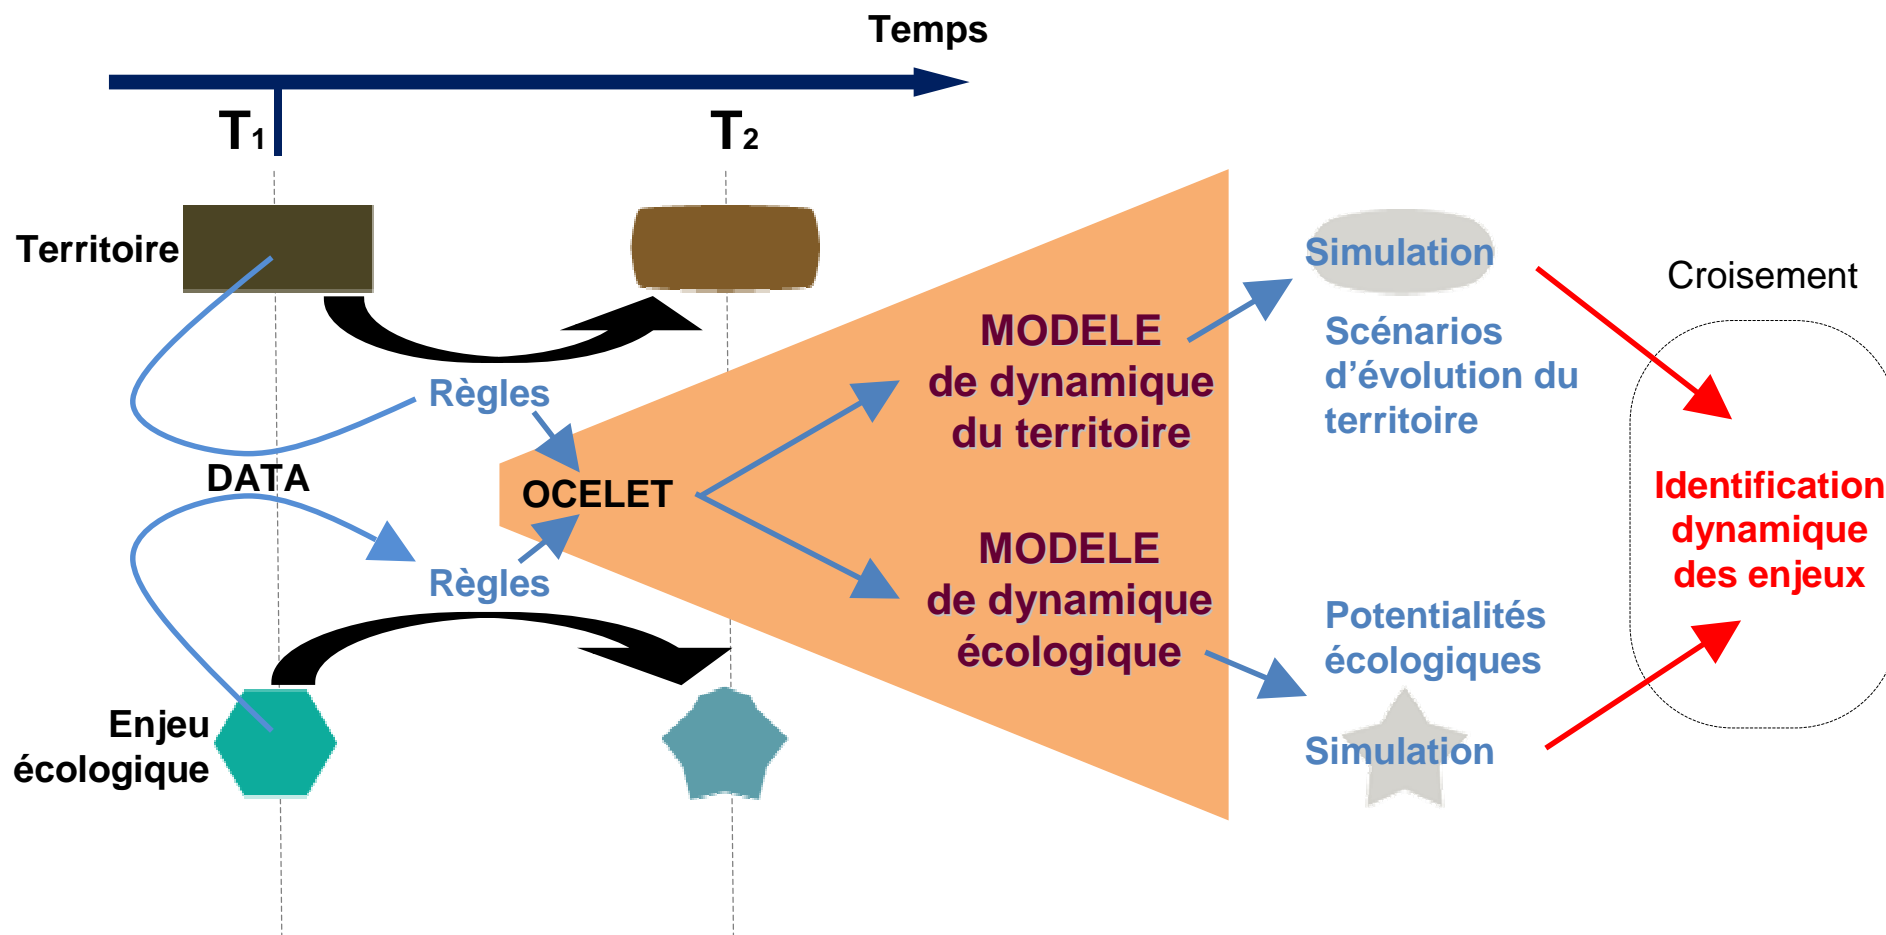 Temps
T1
T2
Territoire
Règles
DATA
OCELET
Règles
Enjeu
écologique
MODELE
de dynamique
du territoire
MODELE
de dynamique
écologique
Simulation
Scénarios
d’évolution du
territoire
Potentialités
écologiques
Simulation
Croisement
Identification
dynamique
des enjeux